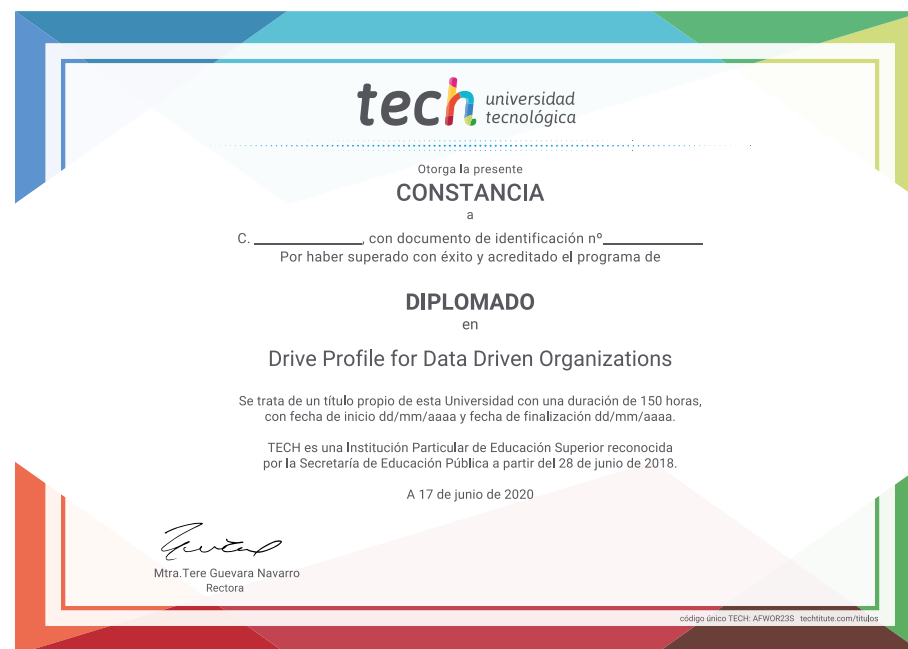 tech universidad
tecnológica
Otorga la presente
CONSTANCIA
a
C. ____________, con documento de identificación nº___________
Por haber superado con éxito y acreditado el programa de
DIPLOMADO
en
Drive Profile for Data Driven Organizations
Se trata de un título propio de esta Universidad con una duración de 150 horas,
con fecha de inicio dd/mm/aaaa y fecha de finalización dd/mm/aaaa.
TECH es una Institución Particular de Educación Superior reconocida
por la Secretaría de Educación Pública a partir del 28 de junio de 2018.
A 17 de junio de 2020
Mtra.Tere Guevara Navarro
Rectora
código único TECH: AFWOR23S techtitute.com/titulos